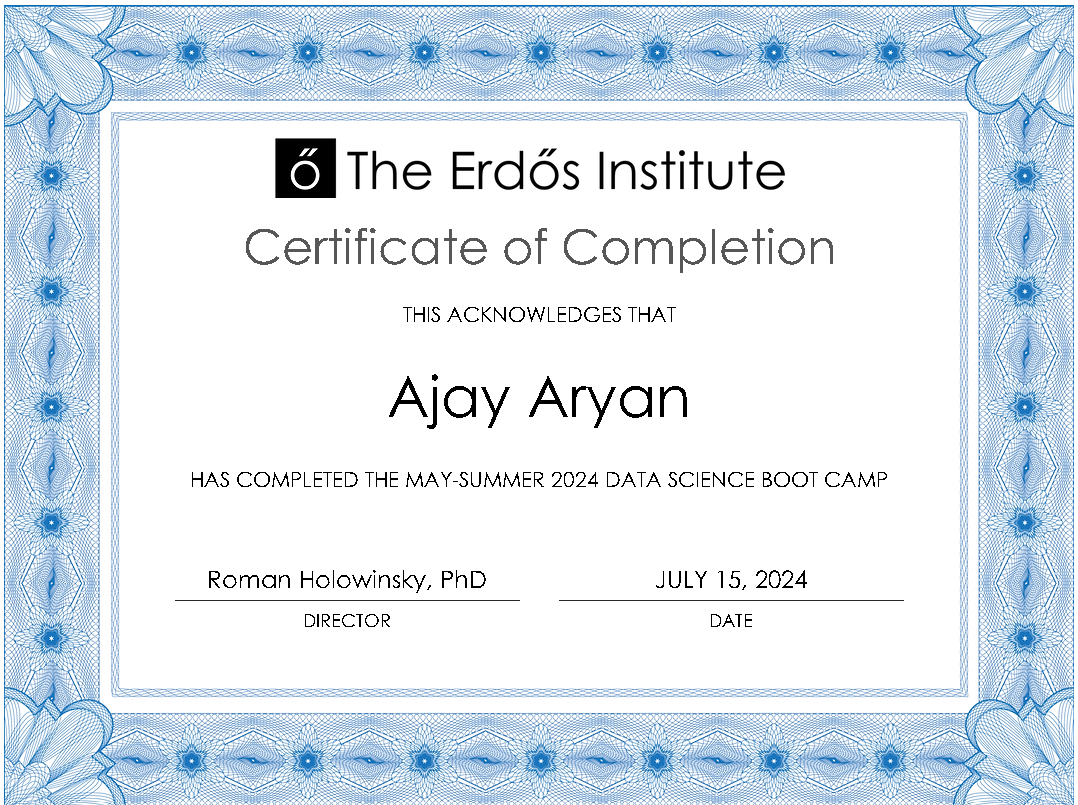 ő The Erdős Institute
Certificate of Completion
THIS ACKNOWLEDGES THAT
Ajay Aryan
HAS COMPLETED THE MAY-SUMMER 2024 DATA SCIENCE BOOT CAMP
Roman Holowinsky, PhD JULY 15, 2024
DIRECTOR DATE